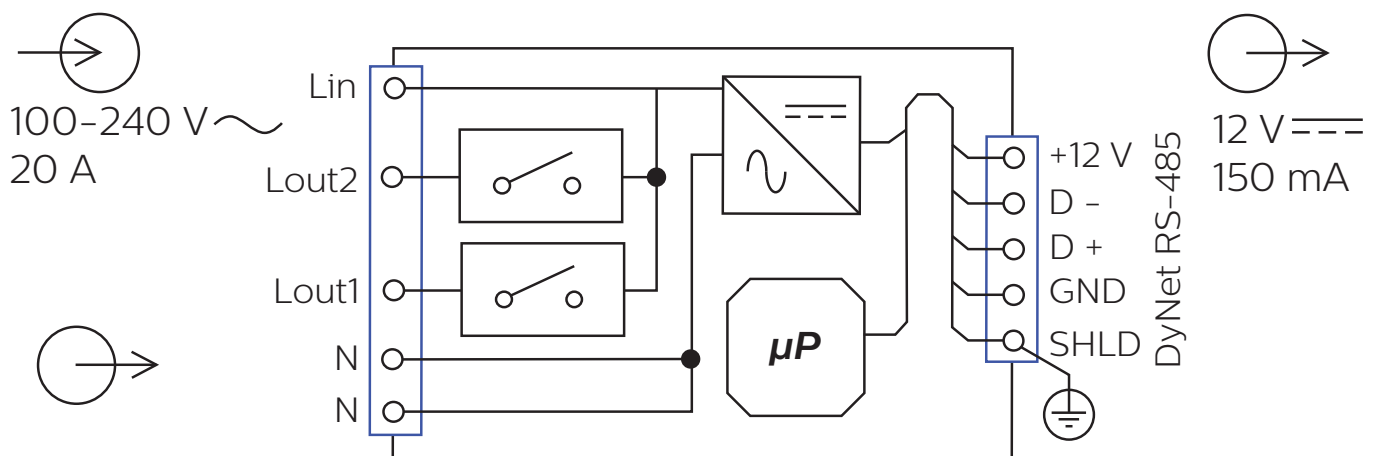 100-240 V
20 A
Lin
Lout2
Lout1
N
N
µP
+12 V
D -
D +
GND
SHLD
DyNet RS-485
12 V
150 mA